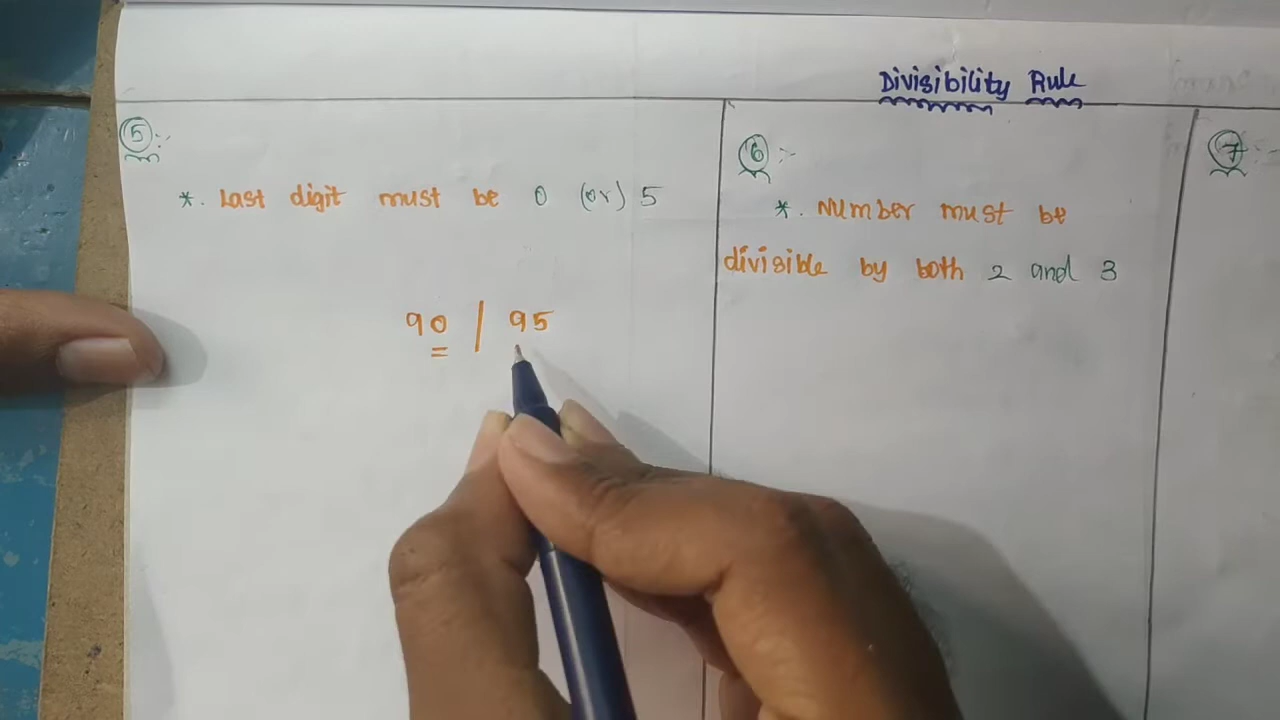 Divisibility Rule
5:-
*. Last digit must be 0 (or) 5
90 / 95
6:-
*. Number must be
divisible by both 2 and 3
7:-